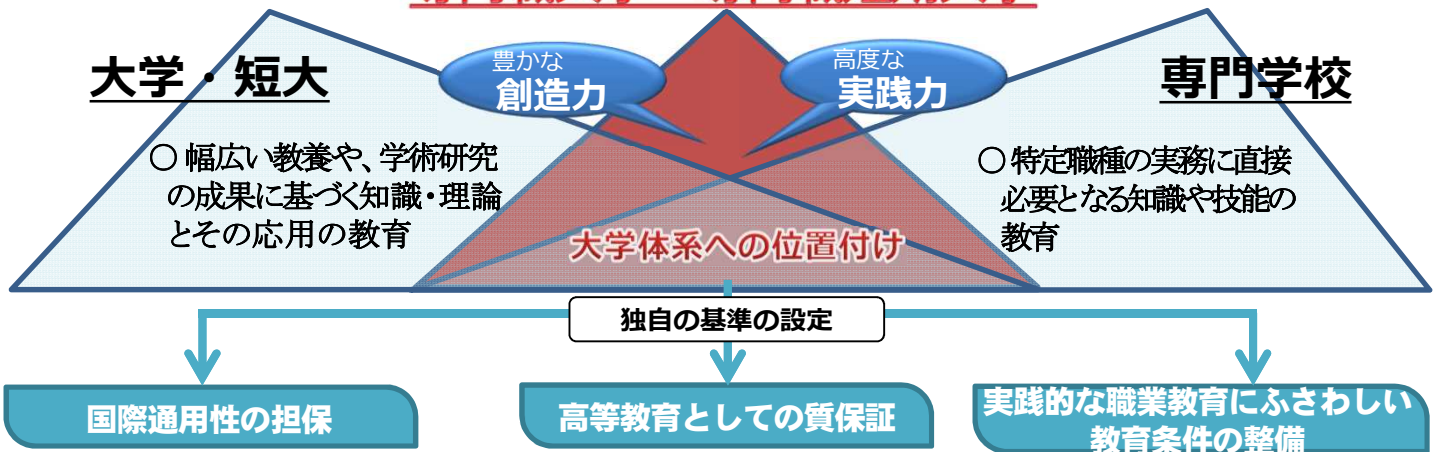 大学・短大
豊かな
創造力
高度な
実践力
専門学校
○ 幅広い教養や、学術研究
の成果に基づく知識・理論
とその応用の教育
○ 特定職種の実務に直接
必要となる知識や技能の
教育
大学体系への位置付け
独自の基準の設定
国際通用性の担保
高等教育としての質保証
実践的な職業教育にふさわしい
教育条件の整備